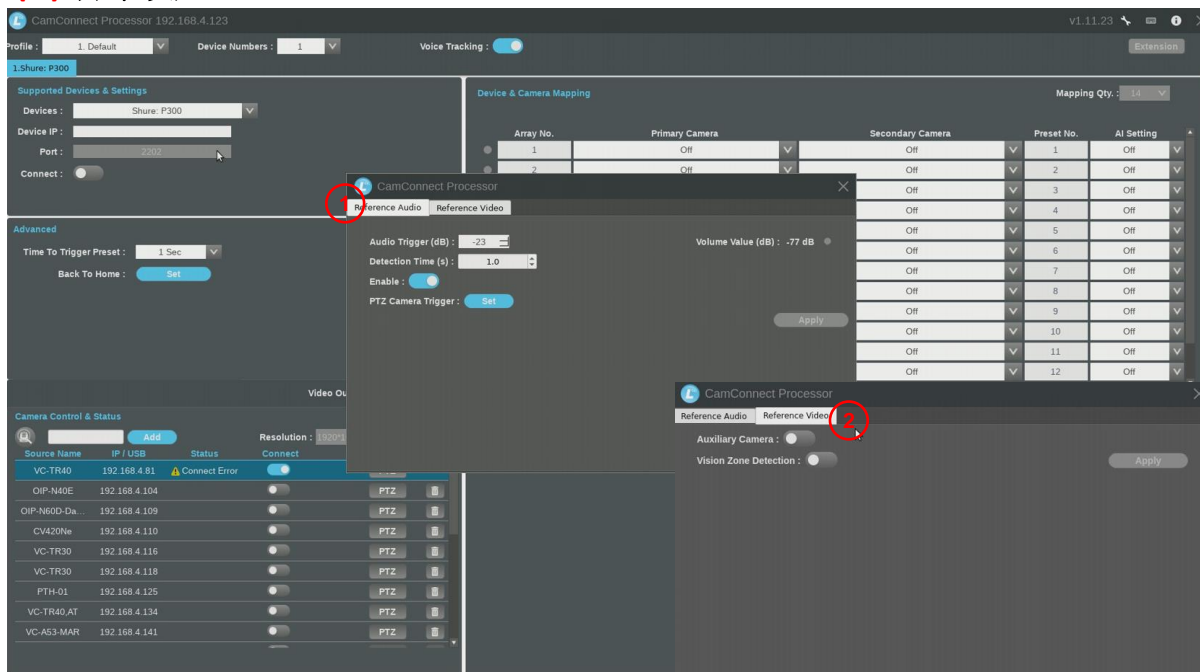 CamConnect Processor 192.168.4.123
v1.11.23
Profile :
1. Default
Device Numbers :
1
Voice Tracking :
Extension
1.Shure: P300
Supported Devices & Settings
Devices :
Shure: P300
Device IP :
Port :
2202
Connect :
Advanced
Time To Trigger Preset :
1 Sec
Back To Home :
Set
Device & Camera Mapping
Mapping Qty. :
14
Array No.
Primary Camera
Secondary Camera
Preset No.
AI Setting
1
Off
Off
1
Off
2
Off
2
Off
Off
3
Off
Off
4
Off
Off
5
Off
Off
6
Off
Off
7
Off
Off
8
Off
Off
9
Off
Off
10
Off
Off
11
Off
Off
12
Off
CamConnect Processor
1
Reference Audio
Reference Video
Audio Trigger (dB) :
-23
Volume Value (dB) : -77 dB
Detection Time (s) :
1.0
Enable :
PTZ Camera Trigger :
Set
Apply
Video Ou
Camera Control & Status
Add
Resolution :
1920*1
Source Name
IP / USB
Status
Connect
VC-TR40
192.168.4.81
Connect Error
OIP-N40E
192.168.4.104
PTZ
OIP-N60D-Da...
192.168.4.109
PTZ
CV420Ne
192.168.4.110
PTZ
VC-TR30
192.168.4.116
PTZ
VC-TR30
192.168.4.118
PTZ
PTH-01
192.168.4.125
PTZ
VC-TR40,AT
192.168.4.134
PTZ
VC-A53-MAR
192.168.4.141
PTZ
CamConnect Processor
Reference Audio
Reference Video
2
Auxiliary Camera :
Vision Zone Detection :
Apply